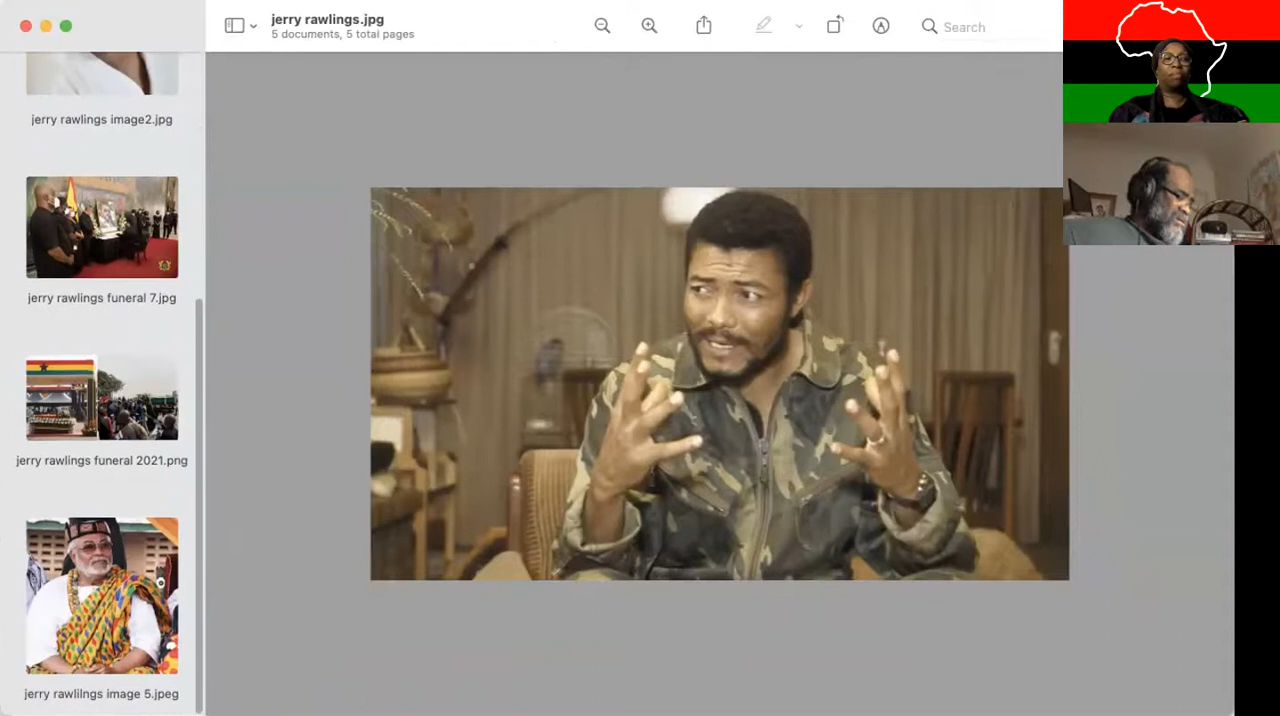 jerry rawlings.jpg
5 documents, 5 total pages
Search
jerry rawlings image2.jpg
jerry rawlings funeral 7.jpg
jerry rawlings funeral 2021.png
jerry rawlilngs image 5.jpeg